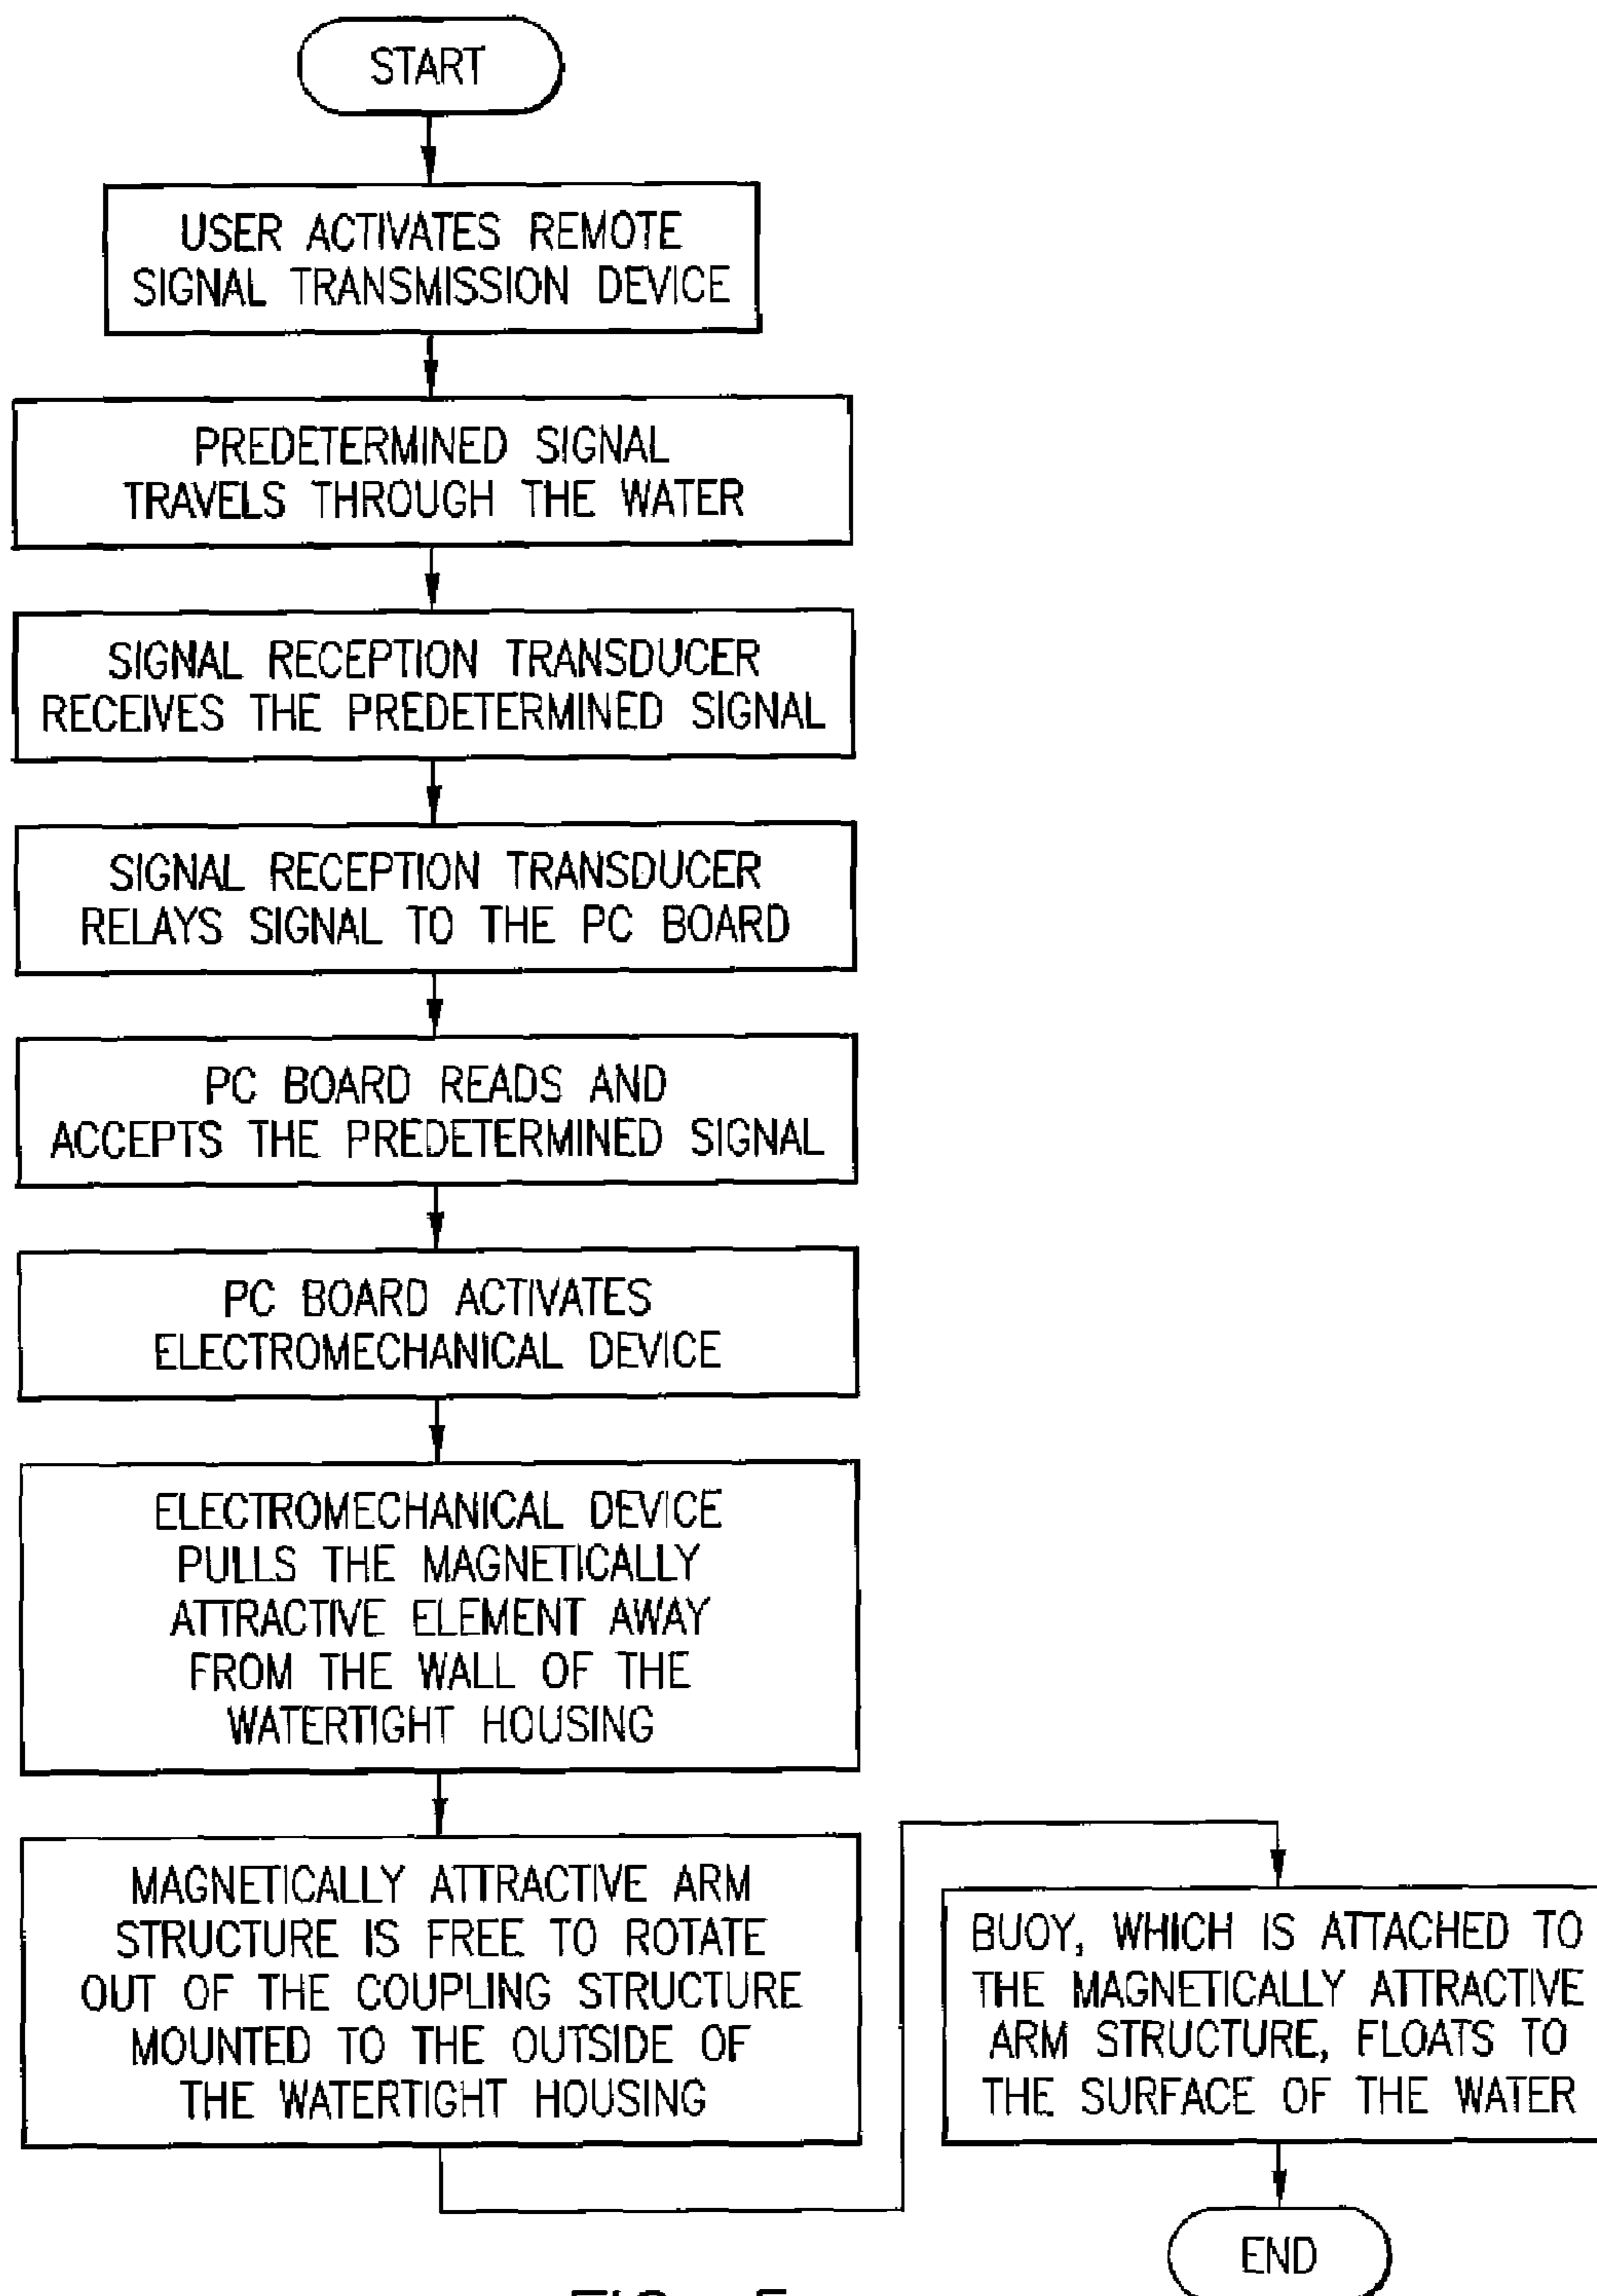 START
USER ACTIVATES REMOTE
SIGNAL TRANSMISSION DEVICE
PREDETERMINED SIGNAL
TRAVELS THROUGH THE WATER
SIGNAL RECEPTION TRANSDUCER
RECEIVES THE PREDETERMINED SIGNAL
SIGNAL RECEPTION TRANSDUCER
RELAYS SIGNAL TO THE PC BOARD
PC BOARD READS AND
ACCEPTS THE PREDETERMINED SIGNAL
PC BOARD ACTIVATES
ELECTROMECHANICAL DEVICE
ELECTROMECHANICAL DEVICE
PULLS THE MAGNETICALLY
ATTRACTIVE ELEMENT AWAY
FROM THE WALL OF THE
WATERTIGHT HOUSING
MAGNETICALLY ATTRACTIVE ARM
STRUCTURE IS FREE TO ROTATE
OUT OF THE COUPLING STRUCTURE
MOUNTED TO THE OUTSIDE OF
THE WATERTIGHT HOUSING
BUOY, WHICH IS ATTACHED TO
THE MAGNETICALLY ATTRACTIVE
ARM STRUCTURE, FLOATS TO
THE SURFACE OF THE WATER
END